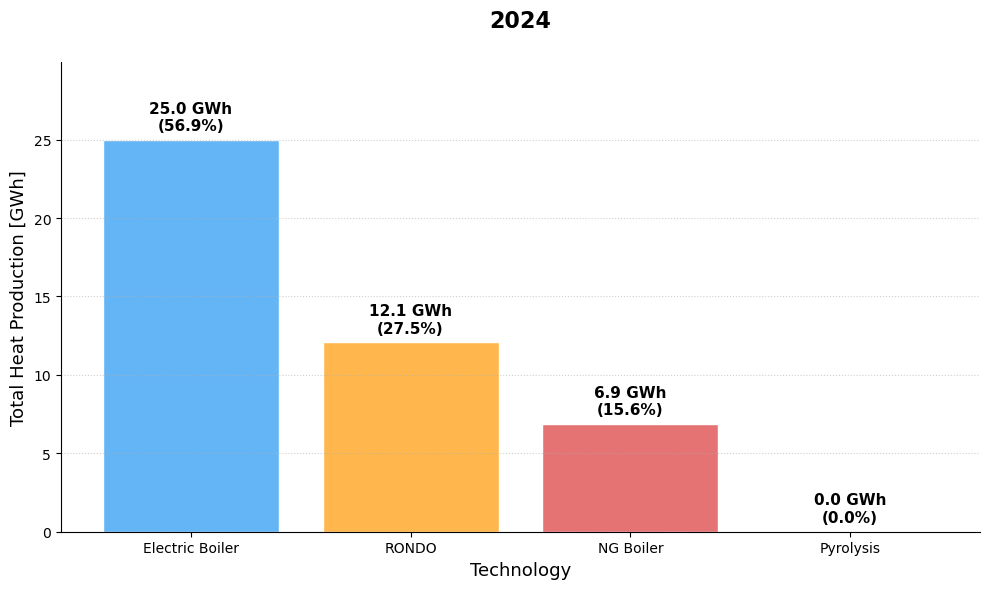 2024
Total Heat Production [GWh]
25
20
15
10
5
0
25.0 GWh
(56.9%)
12.1 GWh
(27.5%)
6.9 GWh
(15.6%)
0.0 GWh
(0.0%)
Electric Boiler
RONDO
NG Boiler
Pyrolysis
Technology